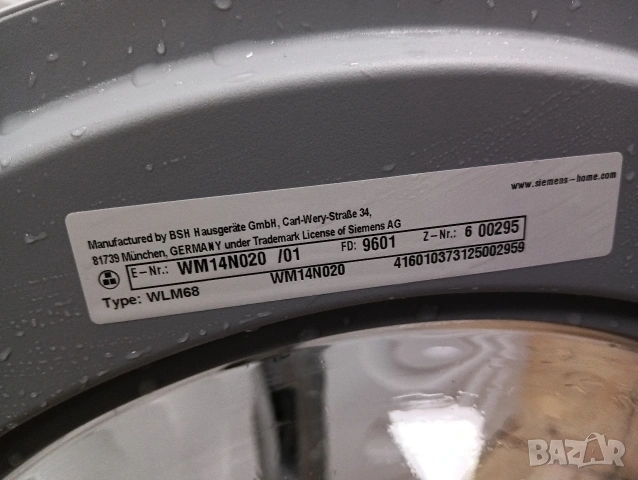 www.siemens-home.com
Manufactured by BSH Hausgeräte GmbH, Carl-Wery-Straße 34,
81739 München, GERMANY under Trademark License of Siemens AG
E-Nr.: WM14N020 /01 FD: 9601 Z-Nr.: 6 00295
Type: WLM68 WM14N020 416010373125002959
BAZAR